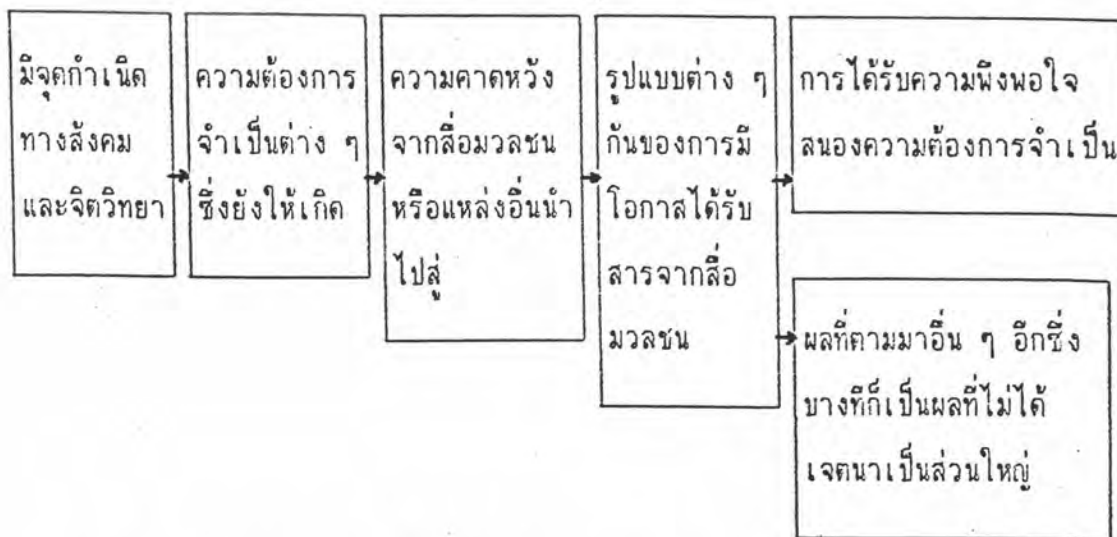 มีจุดกำเนิด
ทางสังคม
และจิตวิทยา
ความต้องการ
จำเป็นต่าง ๆ
ซึ่งยังให้เกิด
ความคาดหวัง
จากสื่อมวลชน
หรือแหล่งอื่นนำ
ไปสู่
รูปแบบต่าง ๆ
กันของการมี
โอกาสได้รับ
สารจากสื่อ
มวลชน
การได้รับความพึงพอใจ
สนองความต้องการจำเป็น
ผลที่ตามมาอื่น ๆ อีกซึ่ง
บางทีก็เป็นผลที่ไม่ได้
เจตนาเป็นส่วนใหญ่